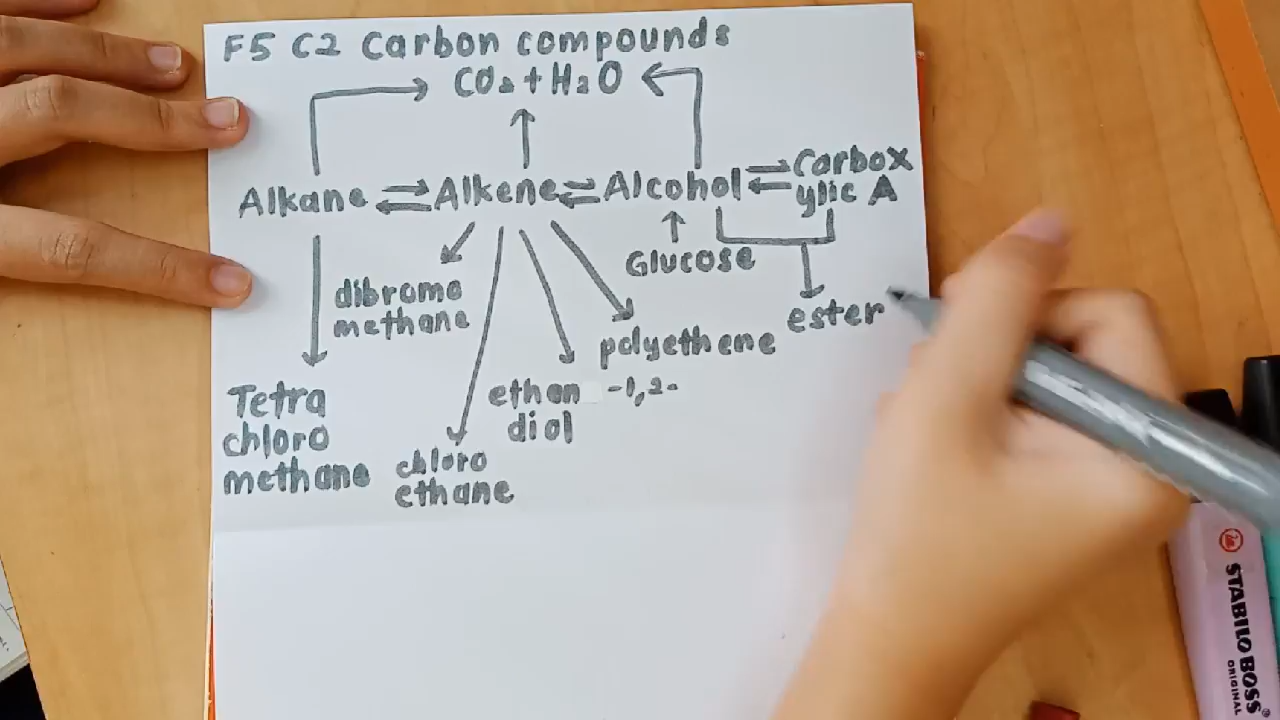 F5 C2 Carbon compounds
CO₂ + H₂O
Alkane ⇌ Alkene ⇌ Alcohol ⇌ Carbox
ylic A
Glucose
dibromo
methane
ester
polyethene
ethan -1,2-
diol
Tetra
chloro
methane
chloro
ethane
STABILO BOSS
ORIGINAL